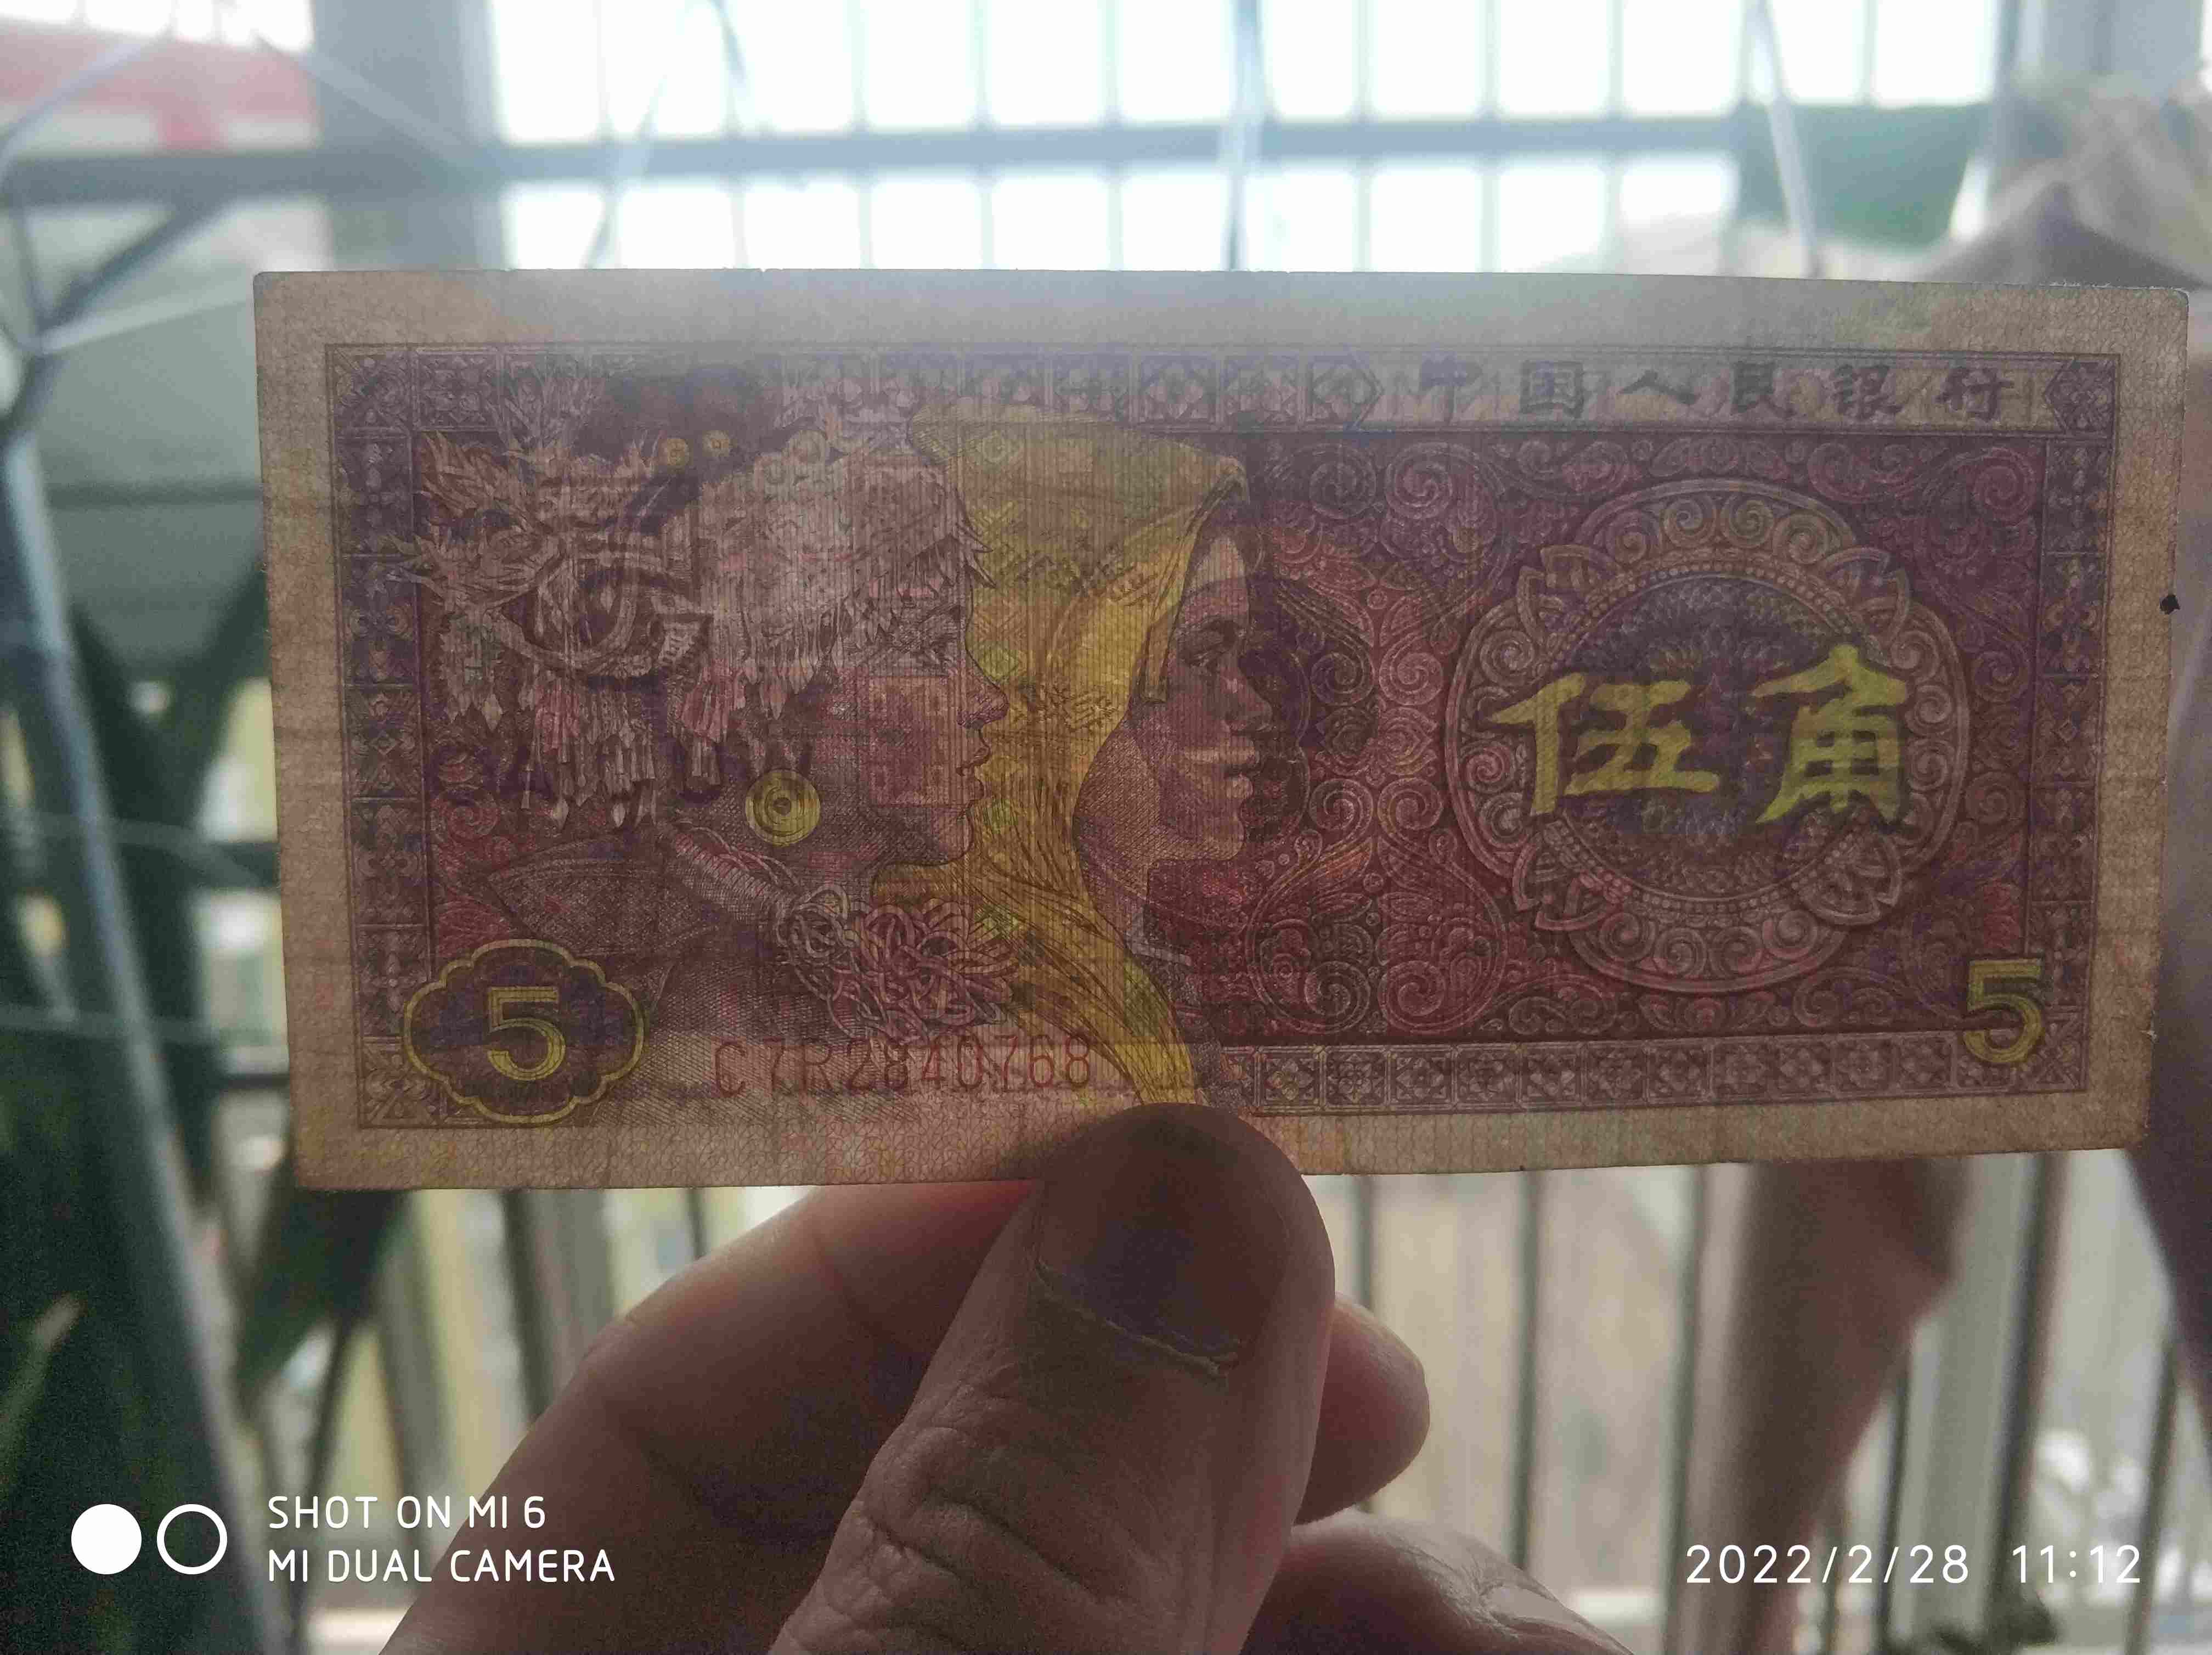 中国人民银行
伍角
5
5
C7R2840768
SHOT ON MI 6
MI DUAL CAMERA
2022/2/28 11:12